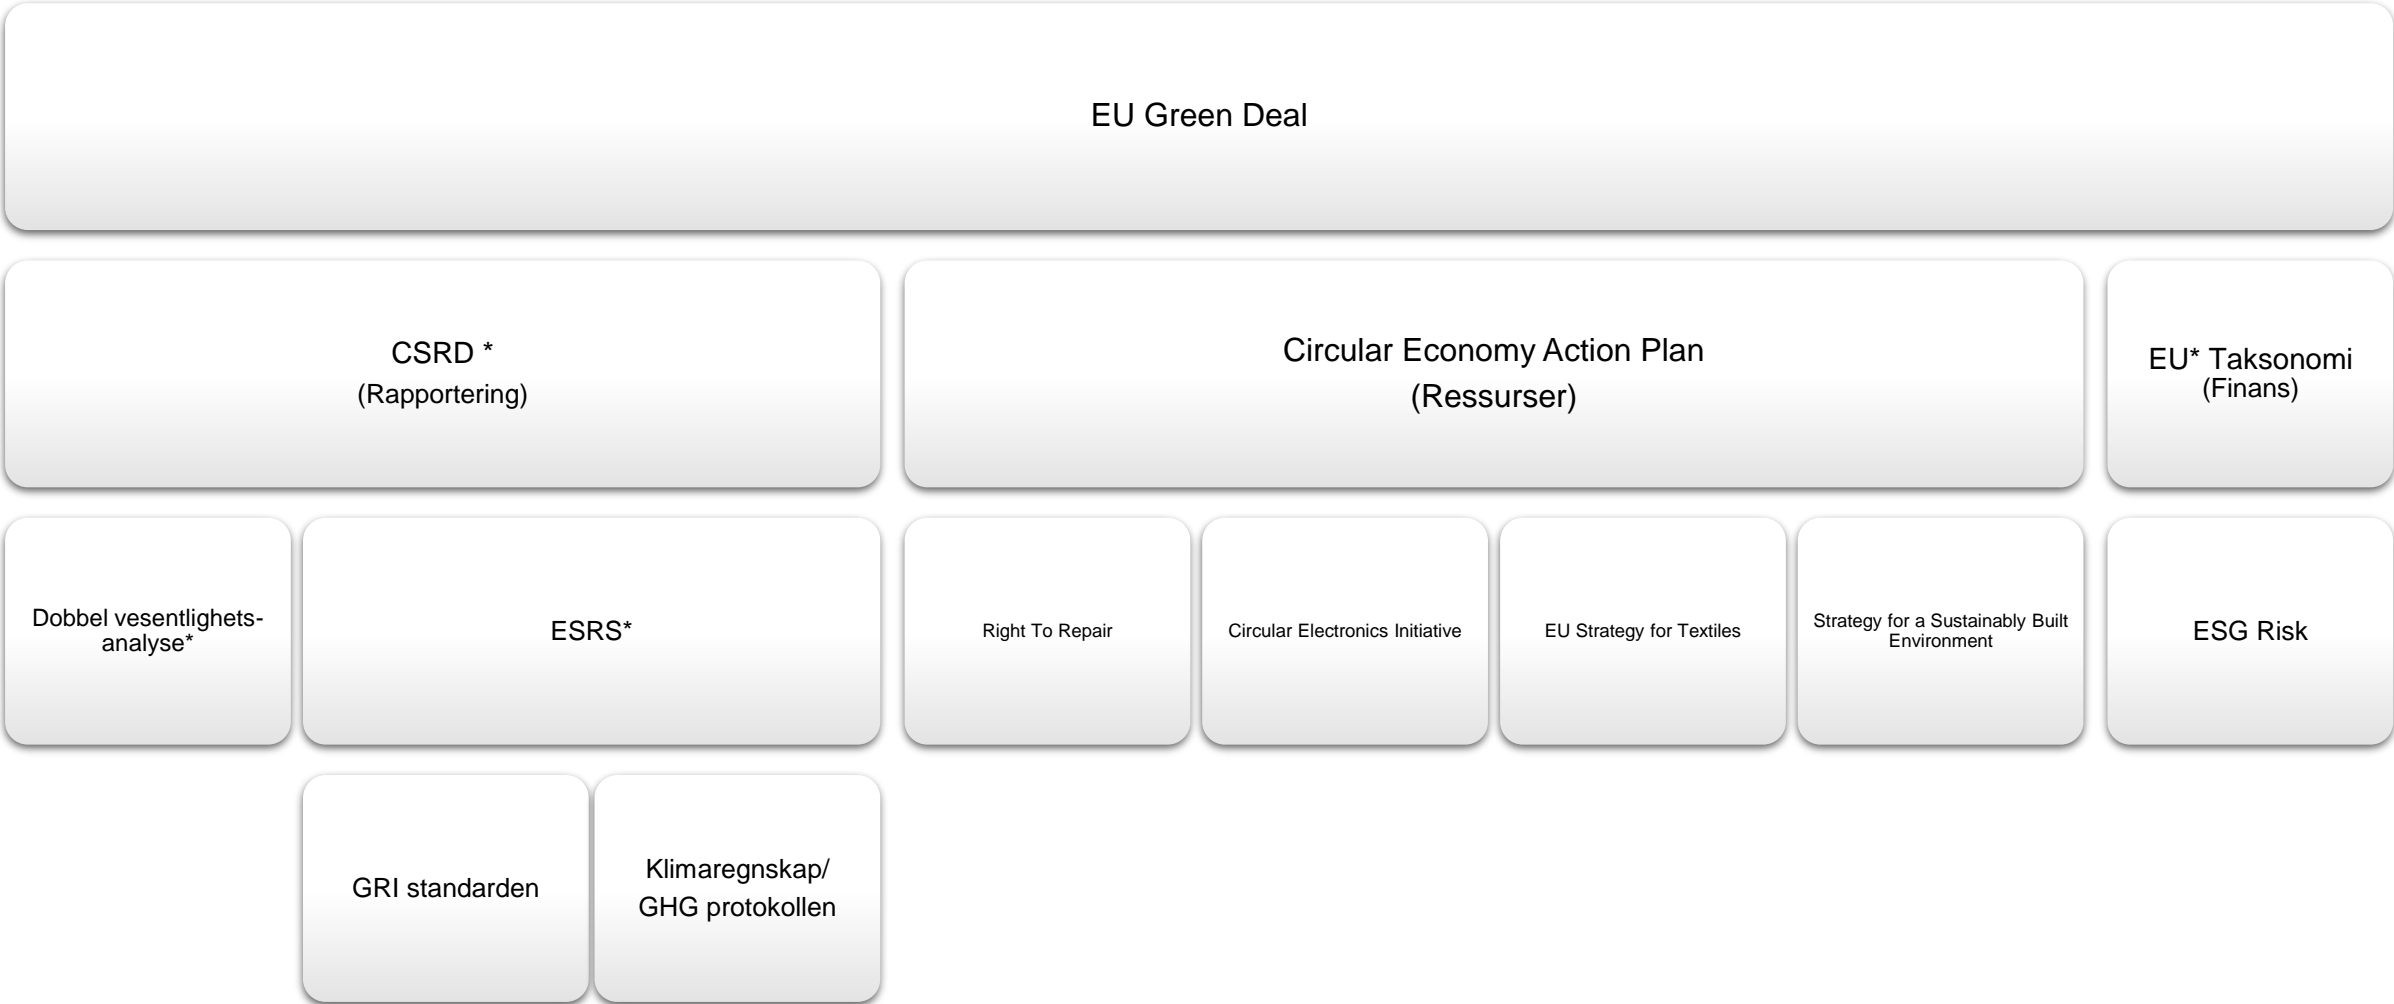 EU Green Deal
CSRD *
(Rapportering)
Circular Economy Action Plan
(Ressurser)
EU* Taksonomi
(Finans)
Dobbel vesentlighets-
analyse*
ESRS*
Right To Repair
Circular Electronics Initiative
EU Strategy for Textiles
Strategy for a Sustainably Built
Environment
ESG Risk
GRI standarden
Klimaregnskap/
GHG protokollen